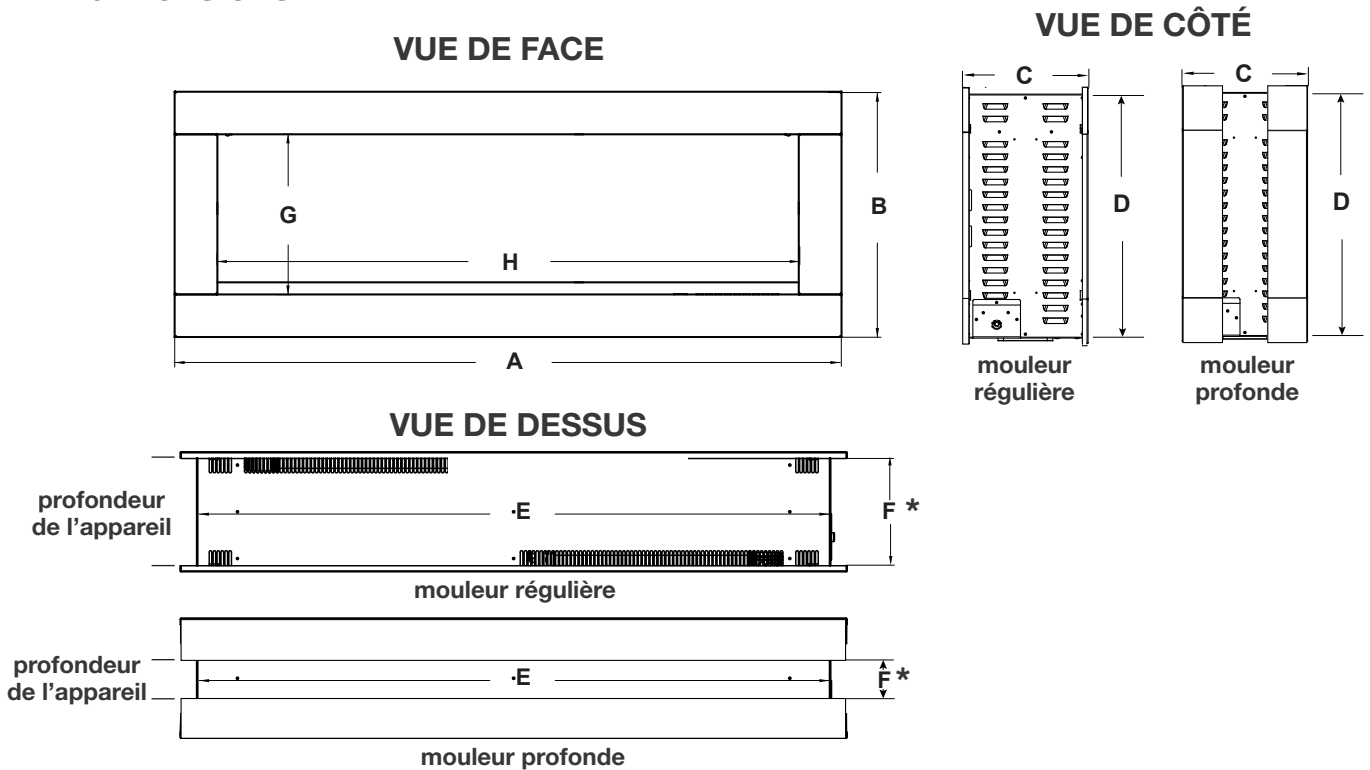 VUE DE FACE
VUE DE CÔTÉ
C
C
B
G
D
D
H
A
mouleur
régulière
mouleur
profonde
VUE DE DESSUS
profondeur
de l'appareil
E
F *
mouleur régulière
profondeur
de l'appareil
E
F *
mouleur profonde